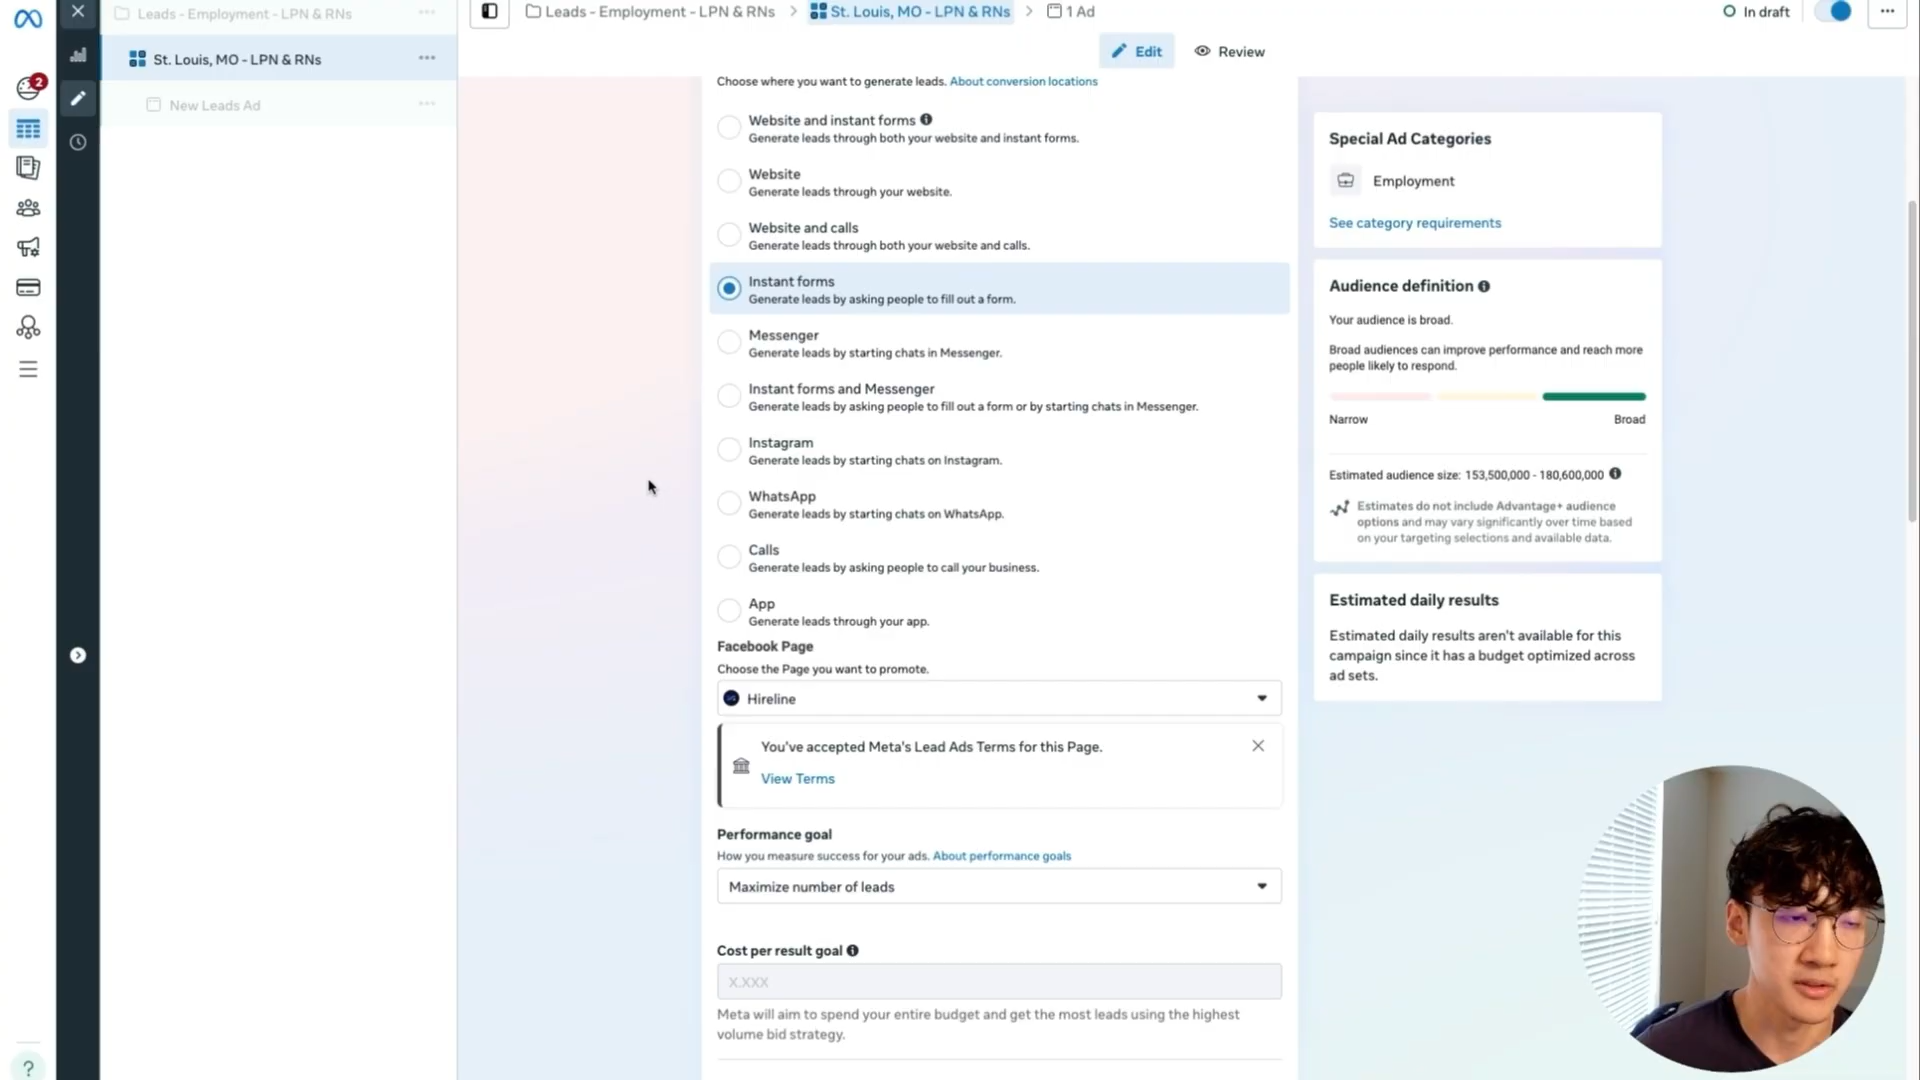 Leads - Employment - LPN & RNs
St. Louis, MO - LPN & RNs
New Leads Ad
2
?
Leads - Employment - LPN & RNs
St. Louis, MO - LPN & RNs
1 Ad
In draft
Edit
Review
Choose where you want to generate leads. About conversion locations
Website and instant forms
Generate leads through both your website and instant forms.
Website
Generate leads through your website.
Website and calls
Generate leads through both your website and calls.
Instant forms
Generate leads by asking people to fill out a form.
Messenger
Generate leads by starting chats in Messenger.
Instant forms and Messenger
Generate leads by asking people to fill out a form or by starting chats in Messenger.
Instagram
Generate leads by starting chats on Instagram.
WhatsApp
Generate leads by starting chats on WhatsApp.
Calls
Generate leads by asking people to call your business.
App
Generate leads through your app.
Facebook Page
Choose the Page you want to promote.
Hireline
You've accepted Meta's Lead Ads Terms for this Page.
View Terms
Performance goal
How you measure success for your ads. About performance goals
Maximize number of leads
Cost per result goal
X.XXX
Meta will aim to spend your entire budget and get the most leads using the highest
volume bid strategy.
Special Ad Categories
Employment
See category requirements
Audience definition
Your audience is broad.
Broad audiences can improve performance and reach more
people likely to respond.
Narrow
Broad
Estimated audience size: 153,500,000 - 180,600,000
Estimates do not include Advantage+ audience
options and may vary significantly over time based
on your targeting selections and available data.
Estimated daily results
Estimated daily results aren't available for this
campaign since it has a budget optimized across
ad sets.